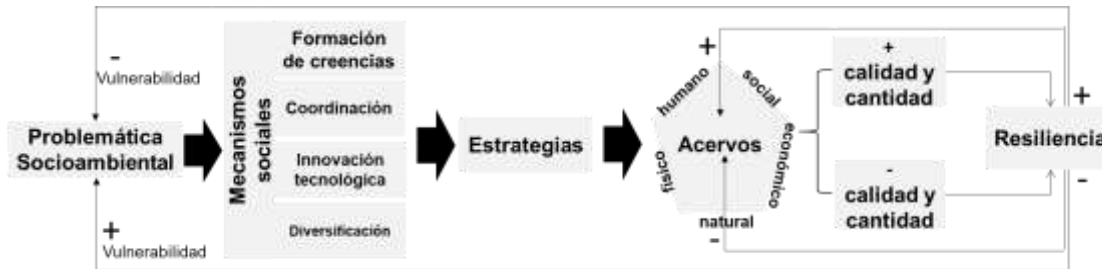 -
Vulnerabilidad
Problemática
Socioambiental
+
Vulnerabilidad
Mecanismos
sociales
Formación
de creencias
Coordinación
Innovación
tecnológica
Diversificación
Estrategias
+
humano
social
económico
físico
natural
Acervos
-
+
calidad y
cantidad
-
calidad y
cantidad
+
Resiliencia
-